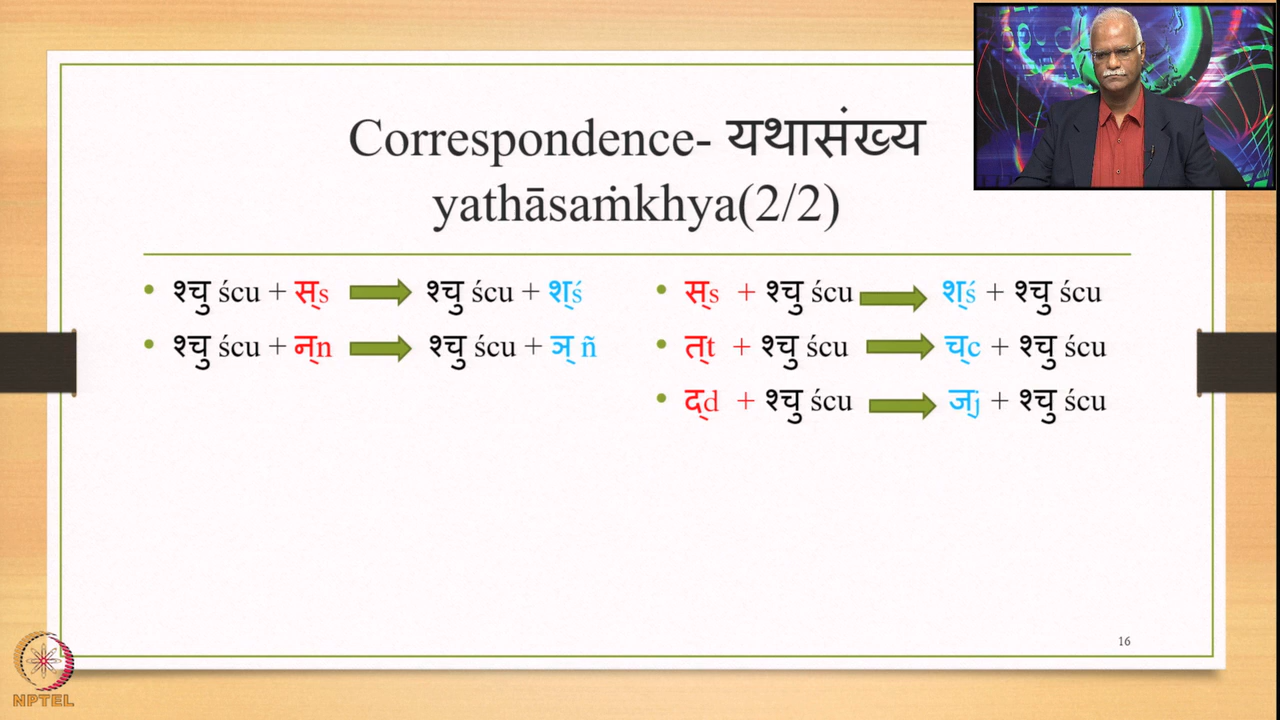 Correspondence- यथासंख्य
yathāsaṁkhya(2/2)
• श्चु ścu + स्s ➡ श्चु ścu + श्ś
• श्चु ścu + न्n ➡ श्चु ścu + ञ् ñ
• स्s + श्चु ścu ➡ श्ś + श्चु ścu
• त्t + श्चु ścu ➡ च्c + श्चु ścu
• द्d + श्चु ścu ➡ ज्j + श्चु ścu
16
NPTEL